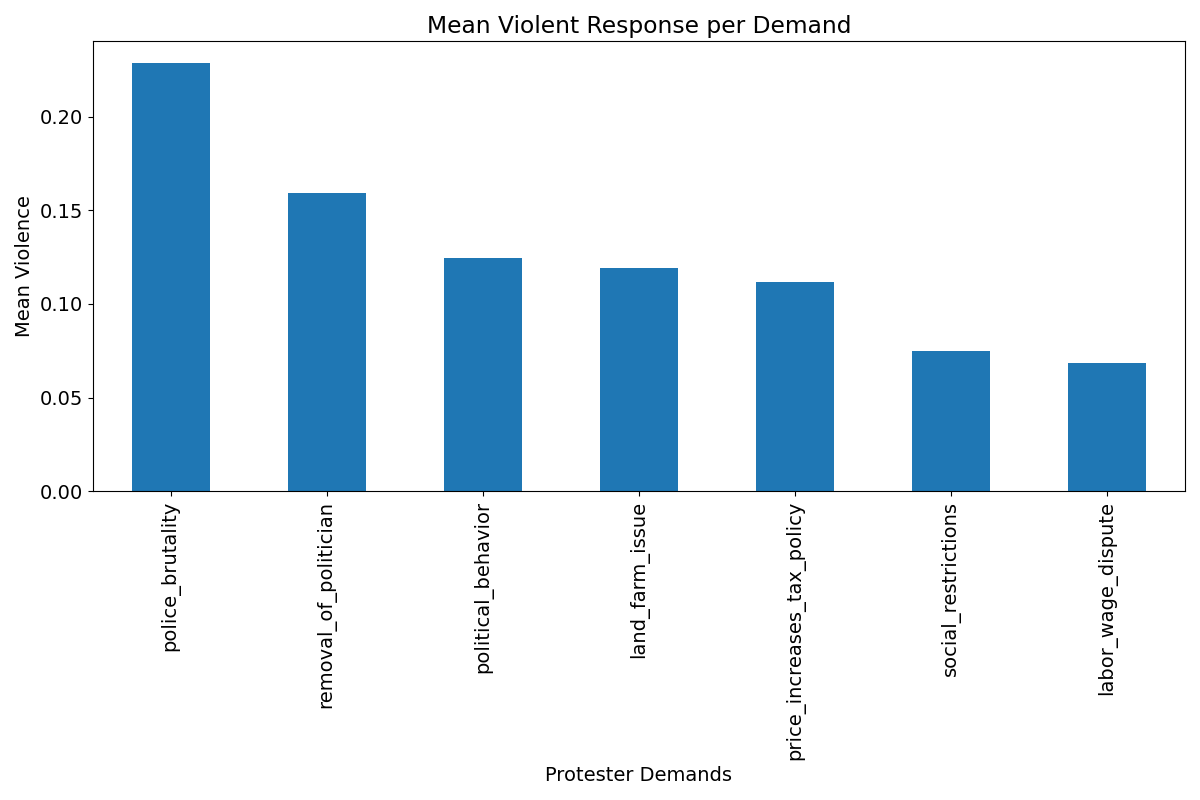 Mean Violent Response per Demand
Mean Violence
0.20
0.15
0.10
0.05
0.00
police_brutality
removal_of_politician
political_behavior
land_farm_issue
price_increases_tax_policy
social_restrictions
labor_wage_dispute
Protester Demands